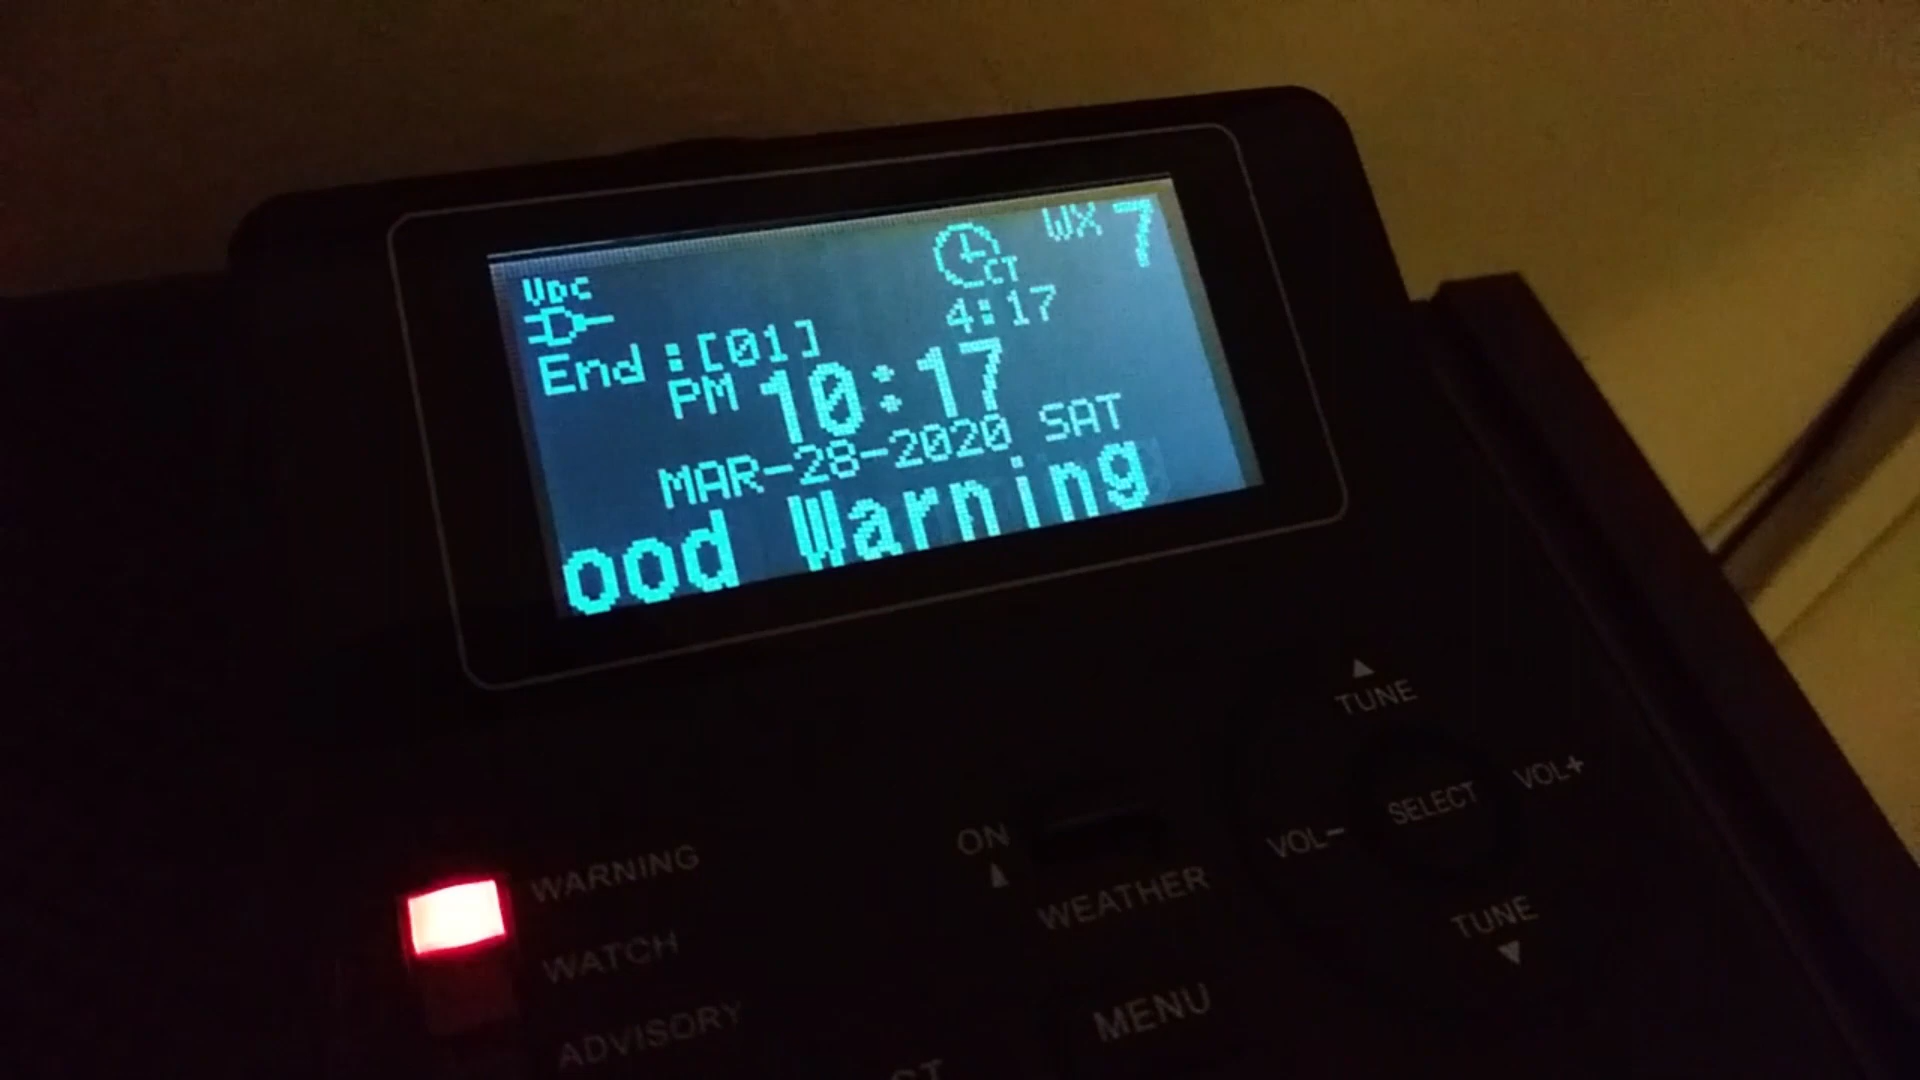 WX 7
CT
VDC
4:17
End :[01]
PM 10:17
MAR-28-2020 SAT
ood Warning
TUNE
VOL+
SELECT
VOL-
TUNE
ON
WEATHER
WARNING
WATCH
ADVISORY
MENU